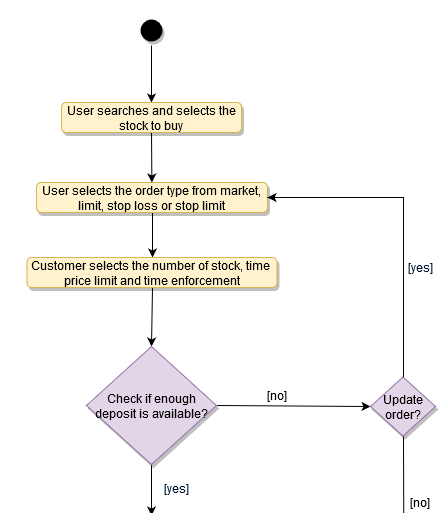 User searches and selects the
stock to buy
User selects the order type from market,
limit, stop loss or stop limit
[yes]
Customer selects the number of stock, time
price limit and time enforcement
Check if enough
deposit is available?
[no]
Update
order?
[yes]
[no]